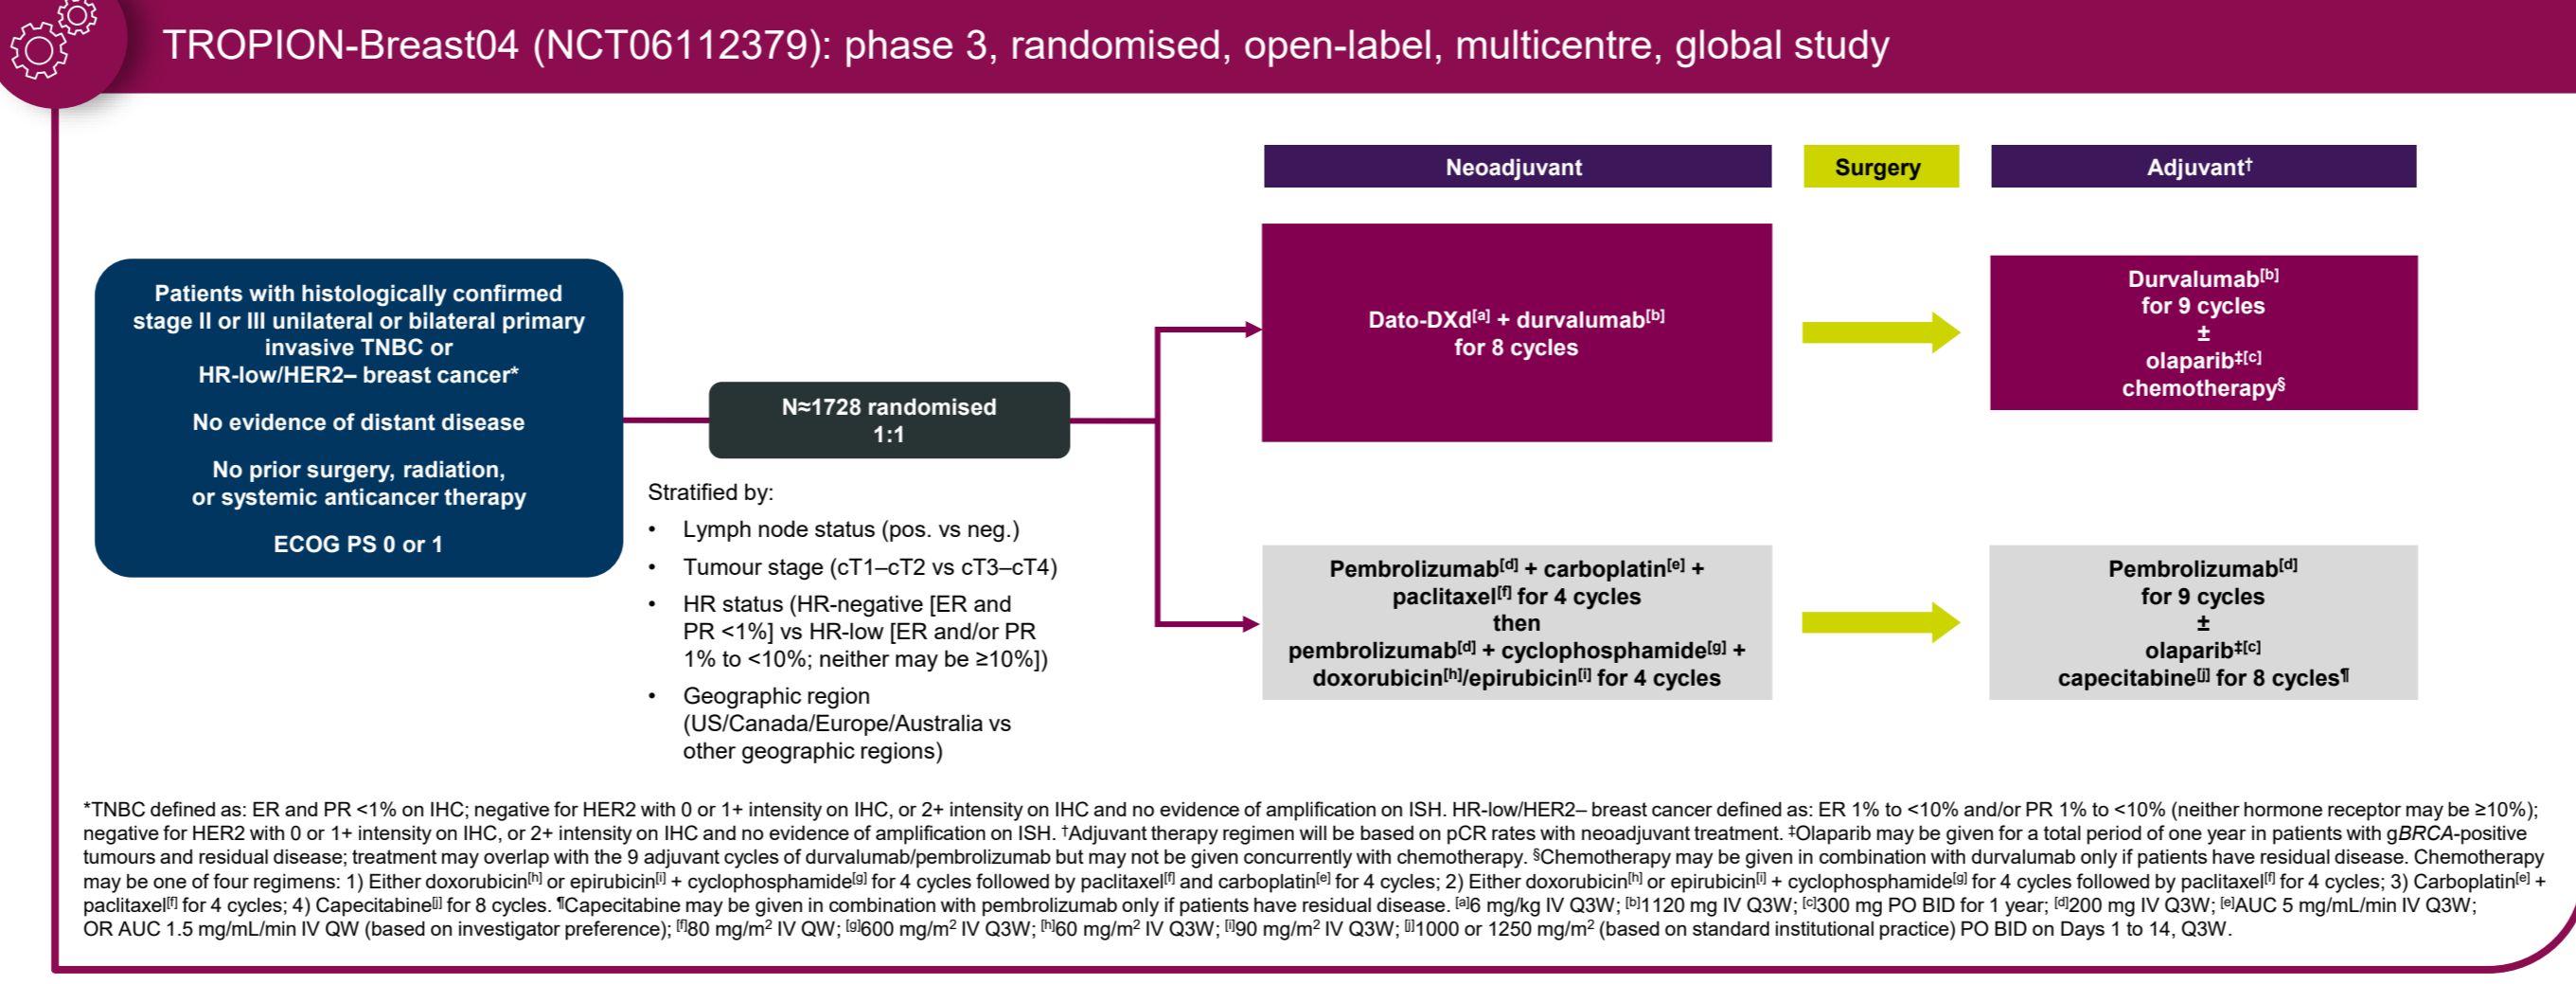 TROPION-Breast04 (NCT06112379): phase 3, randomised, open-label, multicentre, global study
Neoadjuvant
Surgery
Adjuvant†
Patients with histologically confirmed
stage II or III unilateral or bilateral primary
invasive TNBC or
HR-low/HER2– breast cancer*
No evidence of distant disease
No prior surgery, radiation,
or systemic anticancer therapy
ECOG PS 0 or 1
N≈1728 randomised
1:1
Stratified by:
• Lymph node status (pos. vs neg.)
• Tumour stage (cT1–cT2 vs cT3–cT4)
• HR status (HR-negative [ER and
PR <1%] vs HR-low [ER and/or PR
1% to <10%; neither may be ≥10%])
• Geographic region
(US/Canada/Europe/Australia vs
other geographic regions)
Dato-DXd[a] + durvalumab[b]
for 8 cycles
Durvalumab[b]
for 9 cycles
±
olaparib‡[c]
chemotherapy§
Pembrolizumab[d] + carboplatin[e] +
paclitaxel[f] for 4 cycles
then
pembrolizumab[d] + cyclophosphamide[g] +
doxorubicin[h]/epirubicin[i] for 4 cycles
Pembrolizumab[d]
for 9 cycles
±
olaparib‡[c]
capecitabine[j] for 8 cycles¶
*TNBC defined as: ER and PR <1% on IHC; negative for HER2 with 0 or 1+ intensity on IHC, or 2+ intensity on IHC and no evidence of amplification on ISH. HR-low/HER2– breast cancer defined as: ER 1% to <10% and/or PR 1% to <10% (neither hormone receptor may be ≥10%);
negative for HER2 with 0 or 1+ intensity on IHC, or 2+ intensity on IHC and no evidence of amplification on ISH. †Adjuvant therapy regimen will be based on pCR rates with neoadjuvant treatment. ‡Olaparib may be given for a total period of one year in patients with gBRCA-positive
tumours and residual disease; treatment may overlap with the 9 adjuvant cycles of durvalumab/pembrolizumab but may not be given concurrently with chemotherapy. §Chemotherapy may be given in combination with durvalumab only if patients have residual disease. Chemotherapy
may be one of four regimens: 1) Either doxorubicin[h] or epirubicin[i] + cyclophosphamide[g] for 4 cycles followed by paclitaxel[f] and carboplatin[e] for 4 cycles; 2) Either doxorubicin[h] or epirubicin[i] + cyclophosphamide[g] for 4 cycles followed by paclitaxel[f] for 4 cycles; 3) Carboplatin[e] +
paclitaxel[f] for 4 cycles; 4) Capecitabine[j] for 8 cycles. ¶Capecitabine may be given in combination with pembrolizumab only if patients have residual disease. [a]6 mg/kg IV Q3W; [b]1120 mg IV Q3W; [c]300 mg PO BID for 1 year; [d]200 mg IV Q3W; [e]AUC 5 mg/mL/min IV Q3W;
OR AUC 1.5 mg/mL/min IV QW (based on investigator preference); [f]80 mg/m² IV QW; [g]600 mg/m² IV Q3W; [h]60 mg/m² IV Q3W; [i]90 mg/m² IV Q3W; [j]1000 or 1250 mg/m² (based on standard institutional practice) PO BID on Days 1 to 14, Q3W.